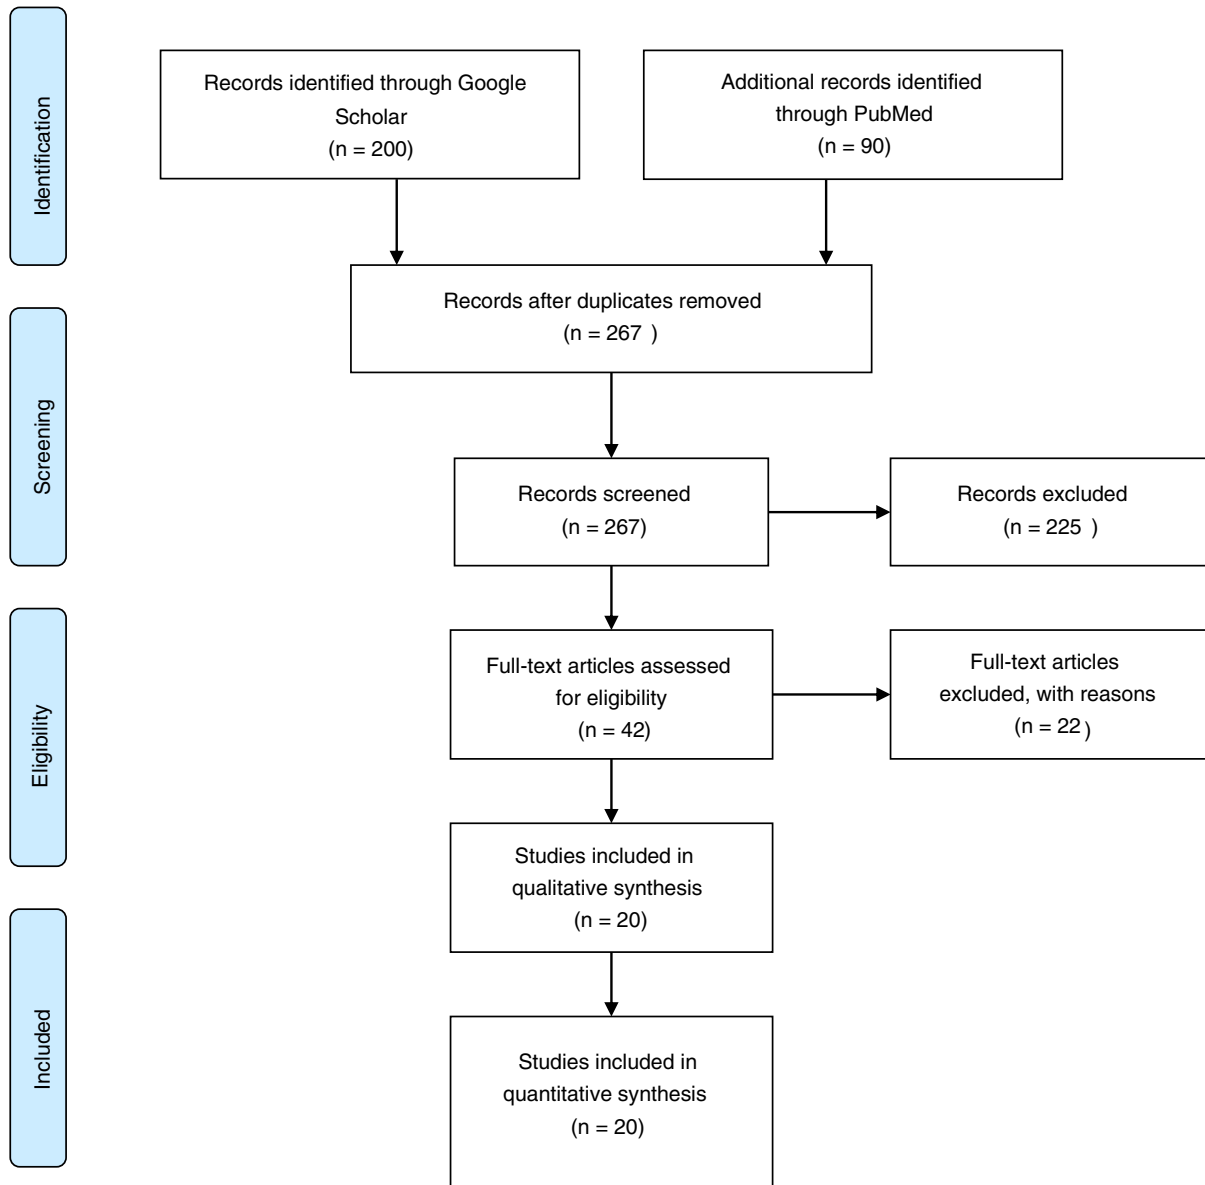 Identification
Records identified through Google
Scholar
(n = 200)
Additional records identified
through PubMed
(n = 90)
Records after duplicates removed
(n = 267 )
Screening
Records screened
(n = 267)
Records excluded
(n = 225 )
Eligibility
Full-text articles assessed
for eligibility
(n = 42)
Full-text articles
excluded, with reasons
(n = 22 )
Studies included in
qualitative synthesis
(n = 20)
Included
Studies included in
quantitative synthesis
(n = 20)